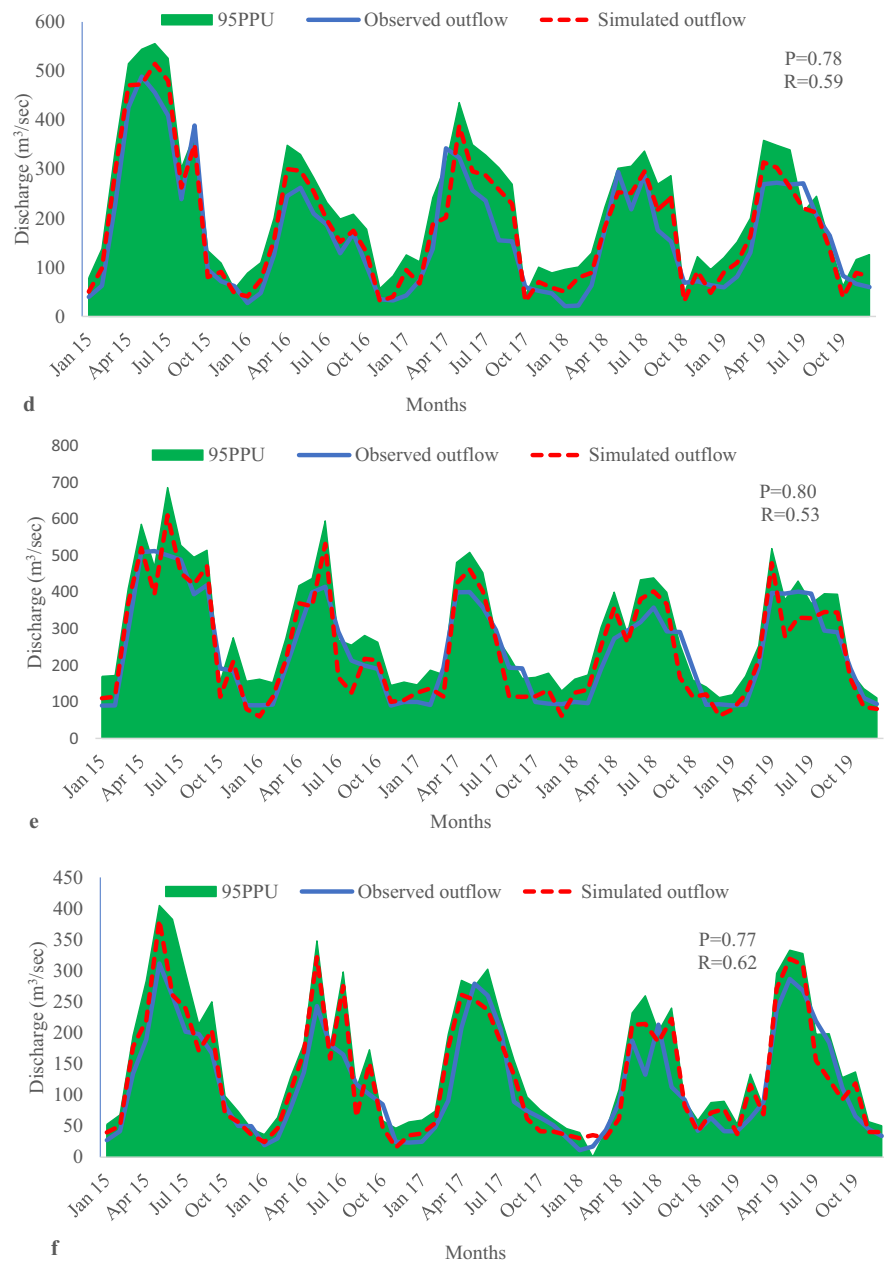 95PPU Observed outflow Simulated outflow
P=0.78
R=0.59
Discharge (m³/sec)
600
500
400
300
200
100
0
Jan 15 Apr 15 Jul 15 Oct 15 Jan 16 Apr 16 Jul 16 Oct 16 Jan 17 Apr 17 Jul 17 Oct 17 Jan 18 Apr 18 Jul 18 Oct 18 Jan 19 Apr 19 Jul 19 Oct 19
d
Months
800
95PPU Observed outflow Simulated outflow
P=0.80
R=0.53
Discharge (m³/sec)
700
600
500
400
300
200
100
0
Jan 15 Apr 15 Jul 15 Oct 15 Jan 16 Apr 16 Jul 16 Oct 16 Jan 17 Apr 17 Jul 17 Oct 17 Jan 18 Apr 18 Jul 18 Oct 18 Jan 19 Apr 19 Jul 19 Oct 19
e
Months
450
95PPU Observed outflow Simulated outflow
P=0.77
R=0.62
Discharge (m³/sec)
400
350
300
250
200
150
100
50
0
Jan 15 Apr 15 Jul 15 Oct 15 Jan 16 Apr 16 Jul 16 Oct 16 Jan 17 Apr 17 Jul 17 Oct 17 Jan 18 Apr 18 Jul 18 Oct 18 Jan 19 Apr 19 Jul 19 Oct 19
f
Months